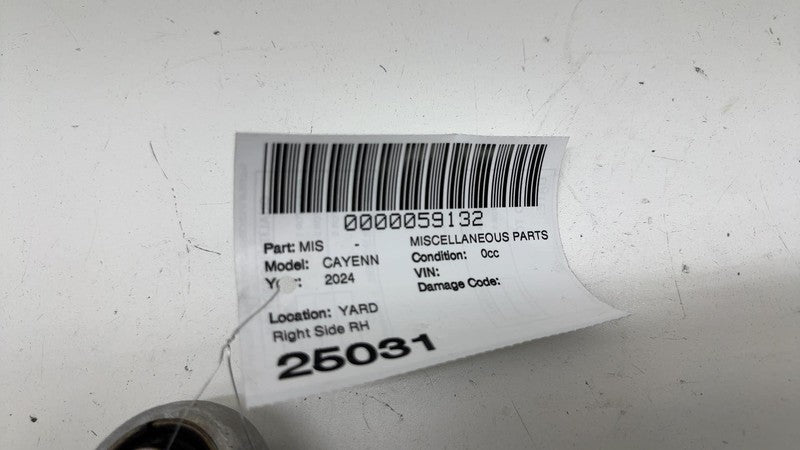 0000059132
Part: MIS - MISCELLANEOUS PARTS
Model: CAYENN Condition: 0cc
Year: 2024 VIN:
Damage Code:
Location: YARD
Right Side RH
25031